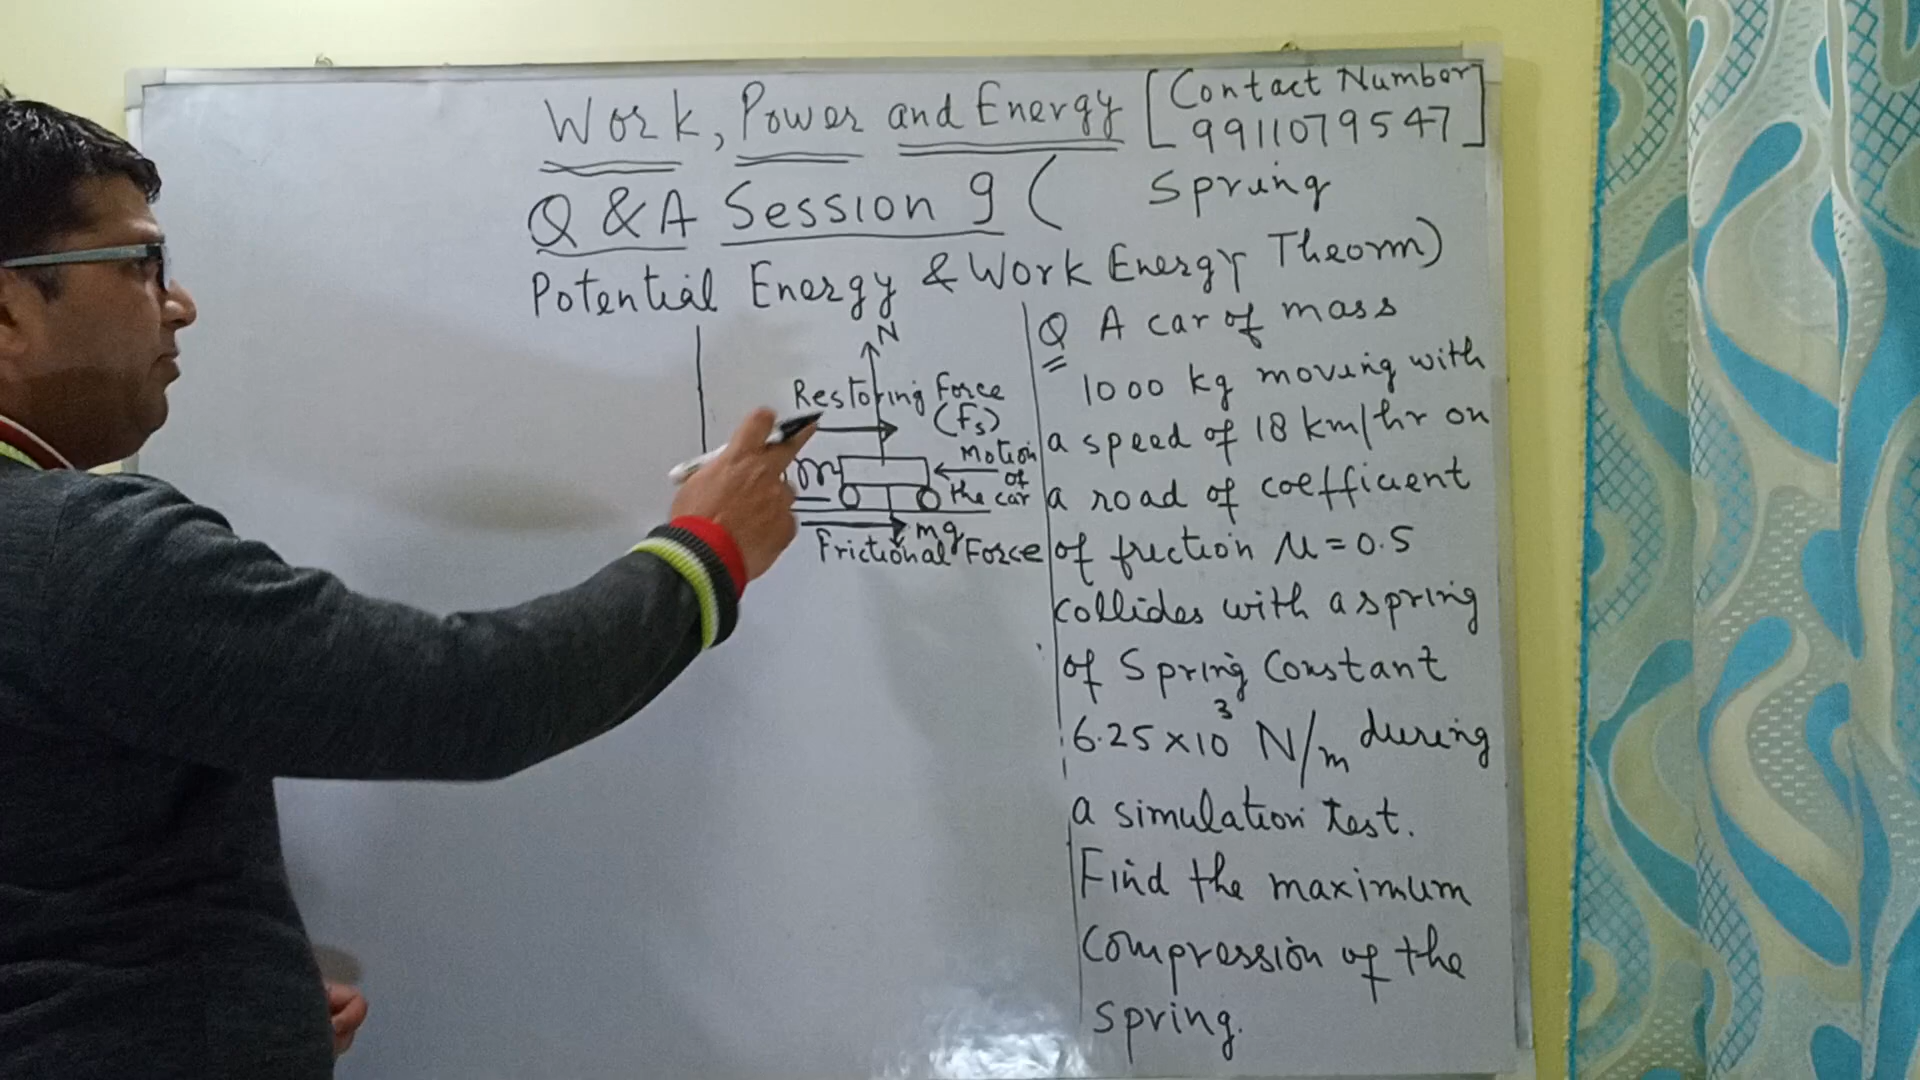 Work, Power and Energy [Contact Number
9911079547]
Q & A Session 9 ( Spring
Potential Energy & Work Energy Theorm)
N
Restoring Force
(Fs)
Motion
of
the car
mg
Frictional Force
Q A car of mass
1000 kg moving with
a speed of 18 km/hr on
a road of coefficient
of friction μ = 0.5
collides with a spring
of Spring Constant
6.25×10³ N/m during
a simulation test.
Find the maximum
compression of the
spring.